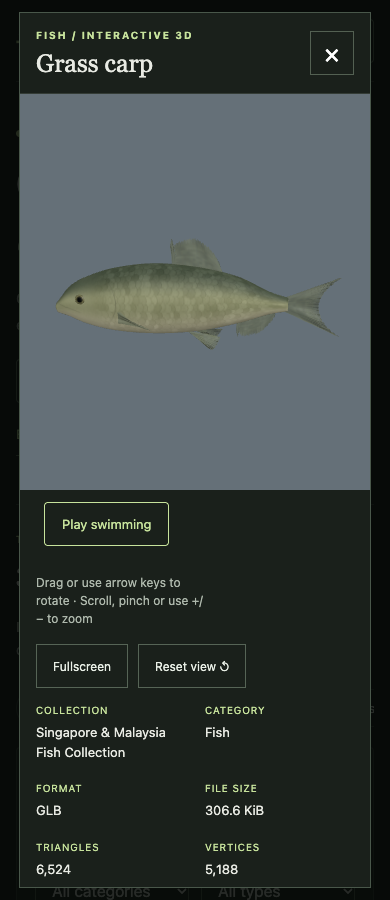 FISH / INTERACTIVE 3D
Grass carp
×
Play swimming
Drag or use arrow keys to
rotate · Scroll, pinch or use +/
− to zoom
Fullscreen
Reset view ↺
COLLECTION
CATEGORY
Singapore & Malaysia
Fish Collection
Fish
FORMAT
FILE SIZE
GLB
306.6 KiB
TRIANGLES
VERTICES
6,524
5,188
All categories
All types